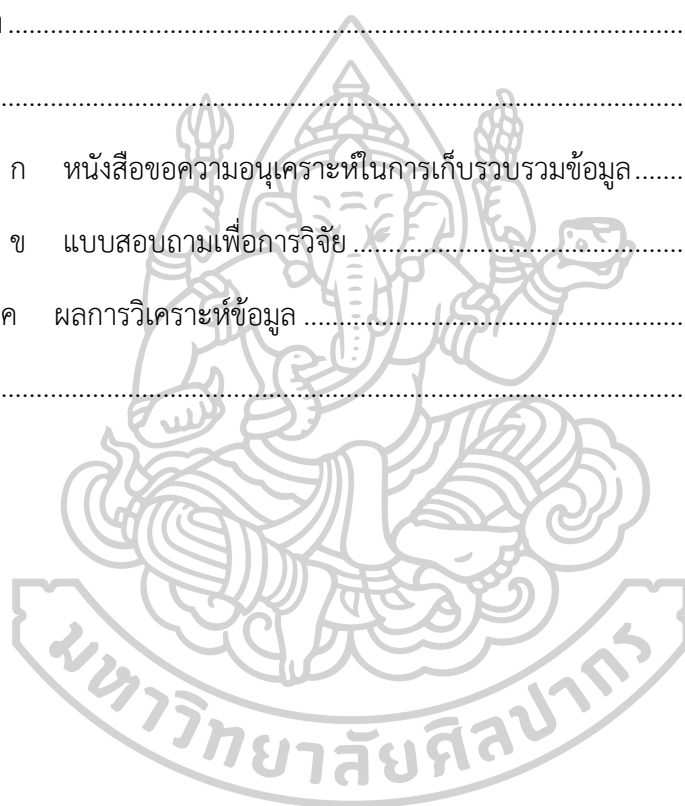 ....................................................................................................
....................................................................................................
ก หนังสือขอความอนุเคราะห์ในการเก็บรวบรวมข้อมูล.......
ข แบบสอบถามเพื่อการวิจัย ................................................
ค ผลการวิเคราะห์ข้อมูล ......................................................
....................................................................................................
มหาวิทยาลัยศิลปากร